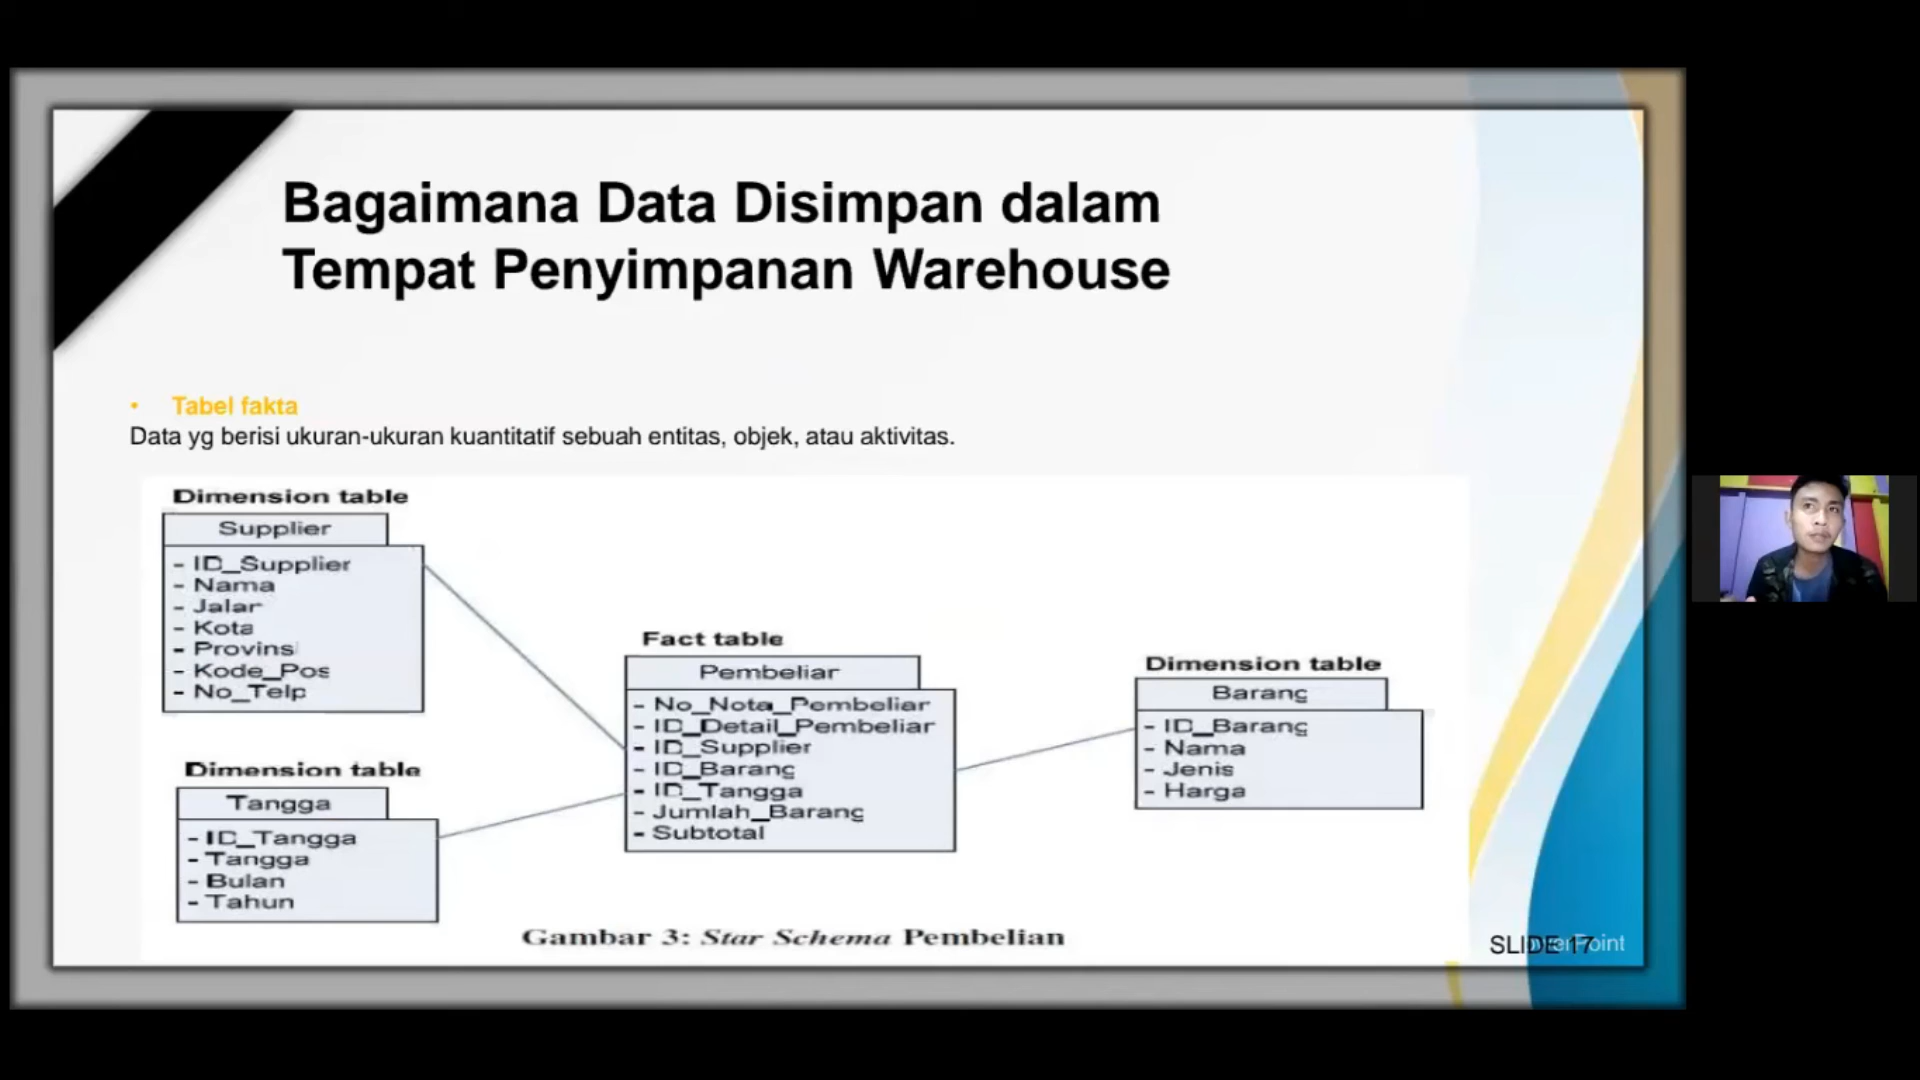 Bagaimana Data Disimpan dalam
Tempat Penyimpanan Warehouse
• Tabel fakta
Data yg berisi ukuran-ukuran kuantitatif sebuah entitas, objek, atau aktivitas.
Dimension table
Supplier
- ID_Supplier
- Nama
- Jalar
- Kota
- Provinsi
- Kode_Pos
- No_Telp
Dimension table
Tangga
- ID_Tangga
- Tangga
- Bulan
- Tahun
Fact table
Pembeliar
- No_Nota_Pembeliar
- ID_Detail_Pembeliar
- ID_Supplier
- ID_Barang
- ID_Tangga
- Jumlah_Barang
- Subtotal
Dimension table
Barang
- ID_Barang
- Nama
- Jenis
- Harga
Gambar 3: Star Schema Pembelian
SLIDE 17